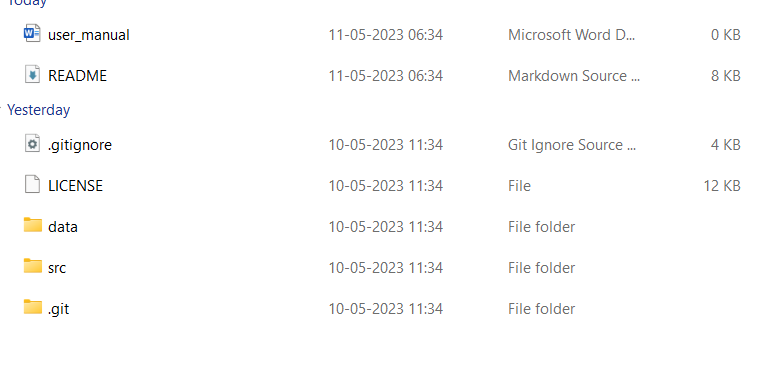 Today
user_manual 11-05-2023 06:34 Microsoft Word D... 0 KB
README 11-05-2023 06:34 Markdown Source ... 8 KB
Yesterday
.gitignore 10-05-2023 11:34 Git Ignore Source ... 4 KB
LICENSE 10-05-2023 11:34 File 12 KB
data 10-05-2023 11:34 File folder
src 10-05-2023 11:34 File folder
.git 10-05-2023 11:34 File folder